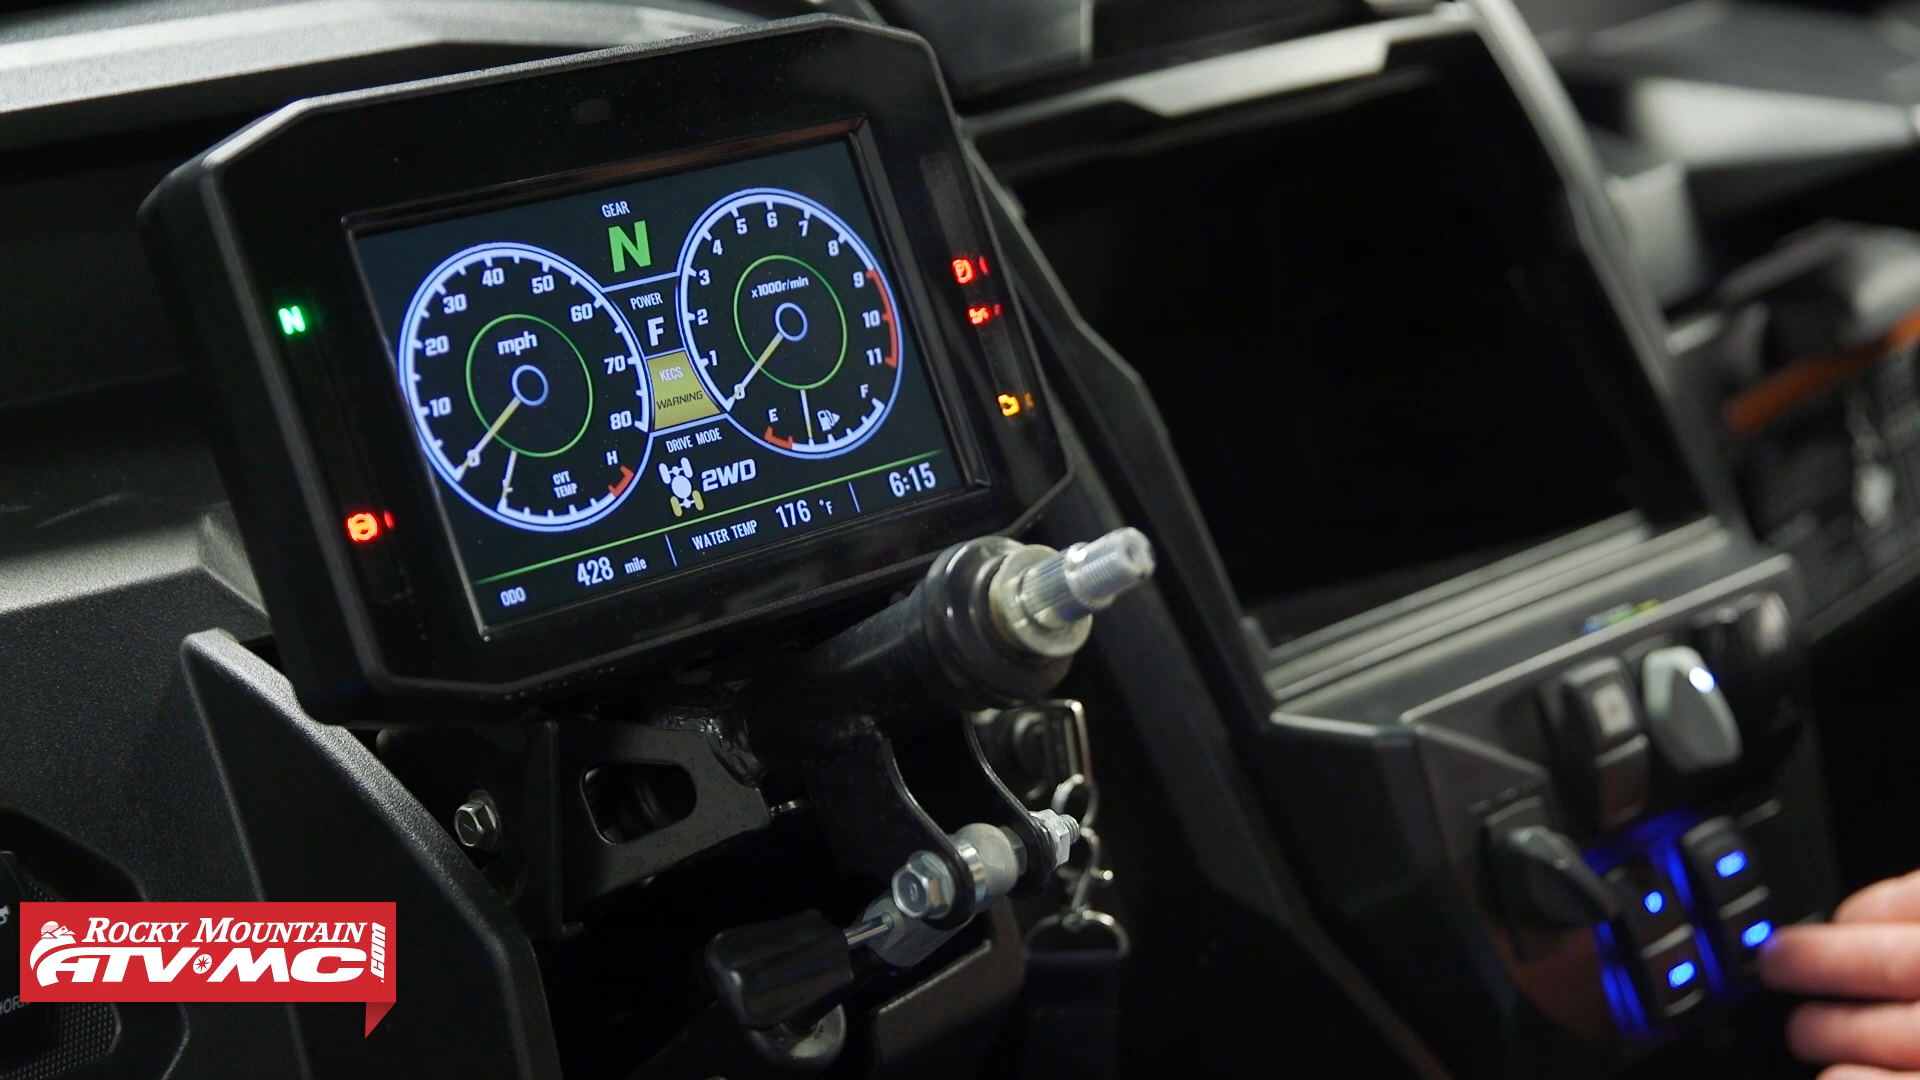 GEAR
N
POWER
F
KECS
WARNING
DRIVE MODE
2WD
10 20 30 40 50 60 70 80
mph
CVT
TEMP
H
0 1 2 3 4 5 6 7 8 9 10 11
x1000r/min
E F
ODO 428 mile
WATER TEMP 176 °F
6:15
N
HORN
ROCKY MOUNTAIN
ATV MC .com